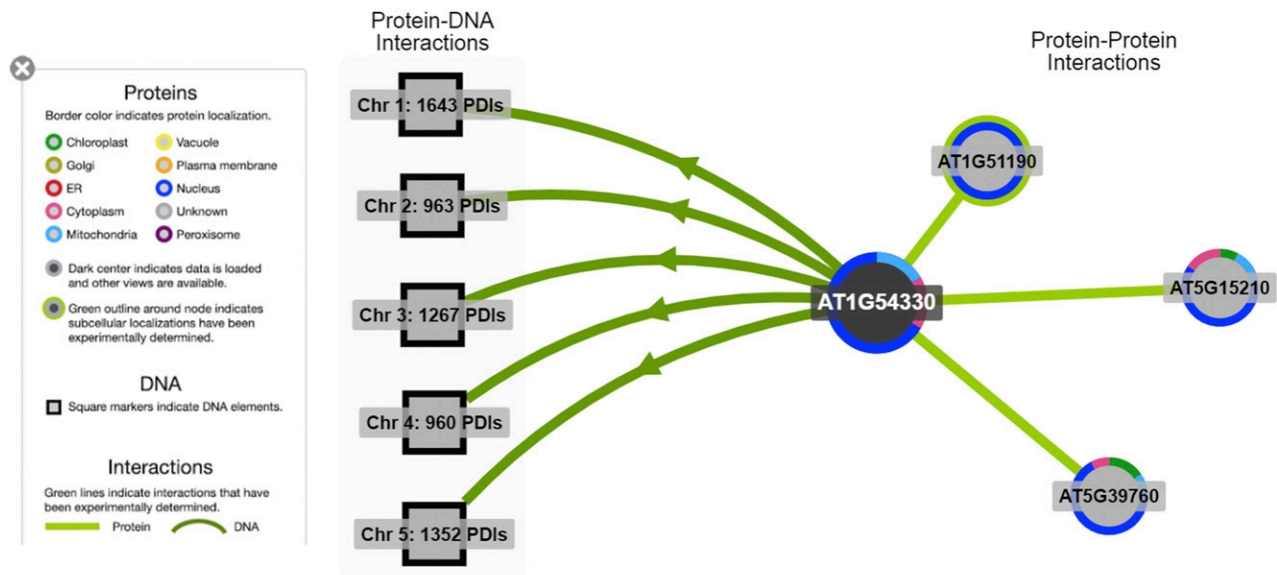 Proteins
Border color indicates protein localization.
Chloroplast
Vacuole
Golgi
Plasma membrane
ER
Nucleus
Cytoplasm
Unknown
Mitochondria
Peroxisome
Dark center indicates data is loaded
and other views are available.
Green outline around node indicates
subcellular localizations have been
experimentally determined.
DNA
Square markers indicate DNA elements.
Interactions
Green lines indicate interactions that have
been experimentally determined.
Protein
DNA
Protein-DNA
Interactions
Chr 1: 1643 PDIs
Chr 2: 963 PDIs
Chr 3: 1267 PDIs
Chr 4: 960 PDIs
Chr 5: 1352 PDIs
Protein-Protein
Interactions
AT1G51190
AT5G15210
AT1G54330
AT5G39760